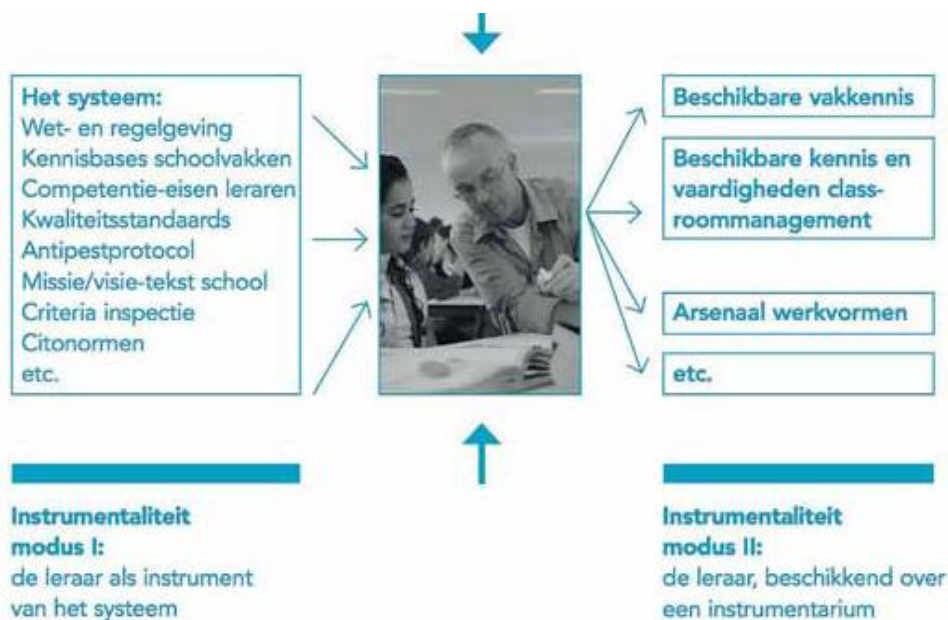 Het systeem:
Wet- en regelgeving
Kennisbases schoolvakken
Competentie-eisen leraren
Kwaliteitsstandaards
Antipestprotocol
Missie/visie-tekst school
Criteria inspectie
Citonormen
etc.
Beschikbare vakkennis
Beschikbare kennis en
vaardigheden class-
roommanagement
Arsenaal werkvormen
etc.
Instrumentaliteit
modus I:
de leraar als instrument
van het systeem
Instrumentaliteit
modus II:
de leraar, beschikkend over
een instrumentarium